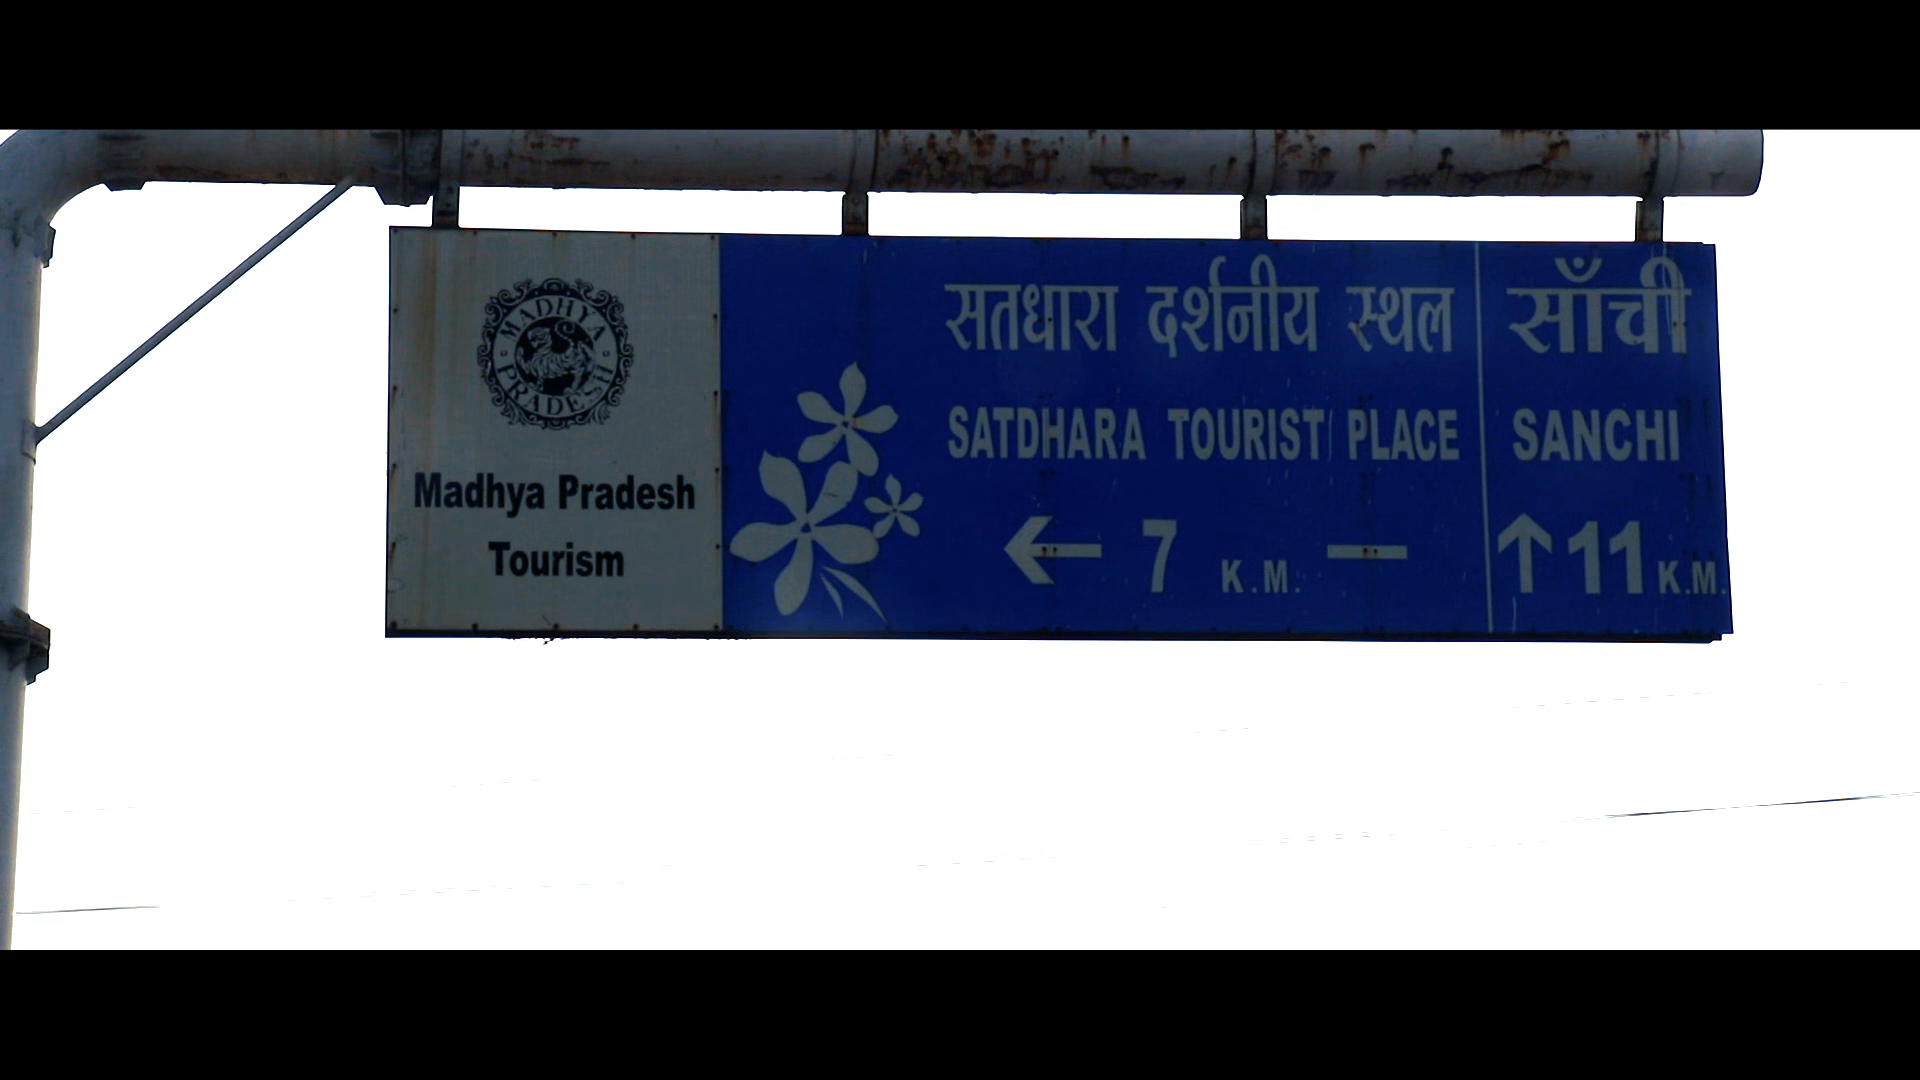 MADHYA PRADESH
Madhya Pradesh
Tourism
सतधारा दर्शनीय स्थल
SATDHARA TOURIST PLACE
← 7 K.M. —
साँची
SANCHI
↑ 11 K.M.